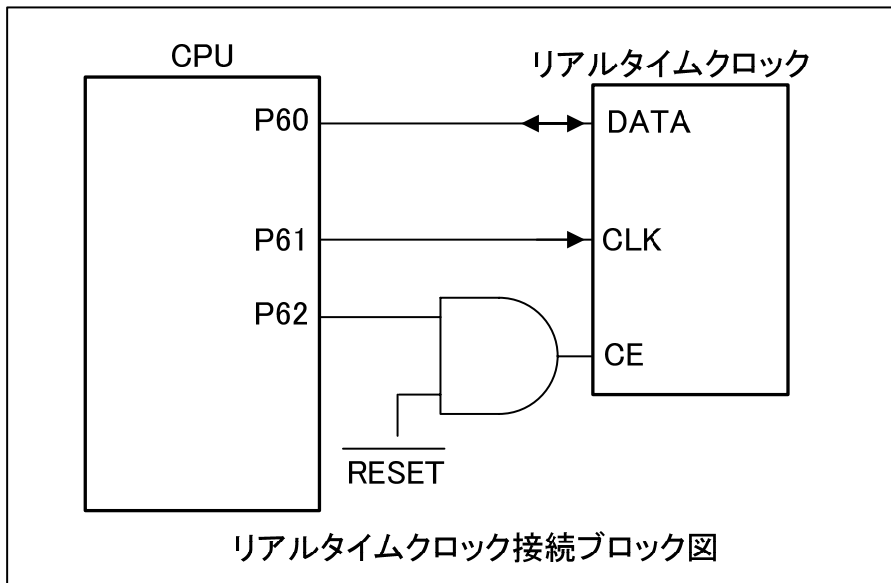 CPU
リアルタイムクロック
P60
DATA
P61
CLK
P62
CE
RESET
リアルタイムクロック接続ブロック図